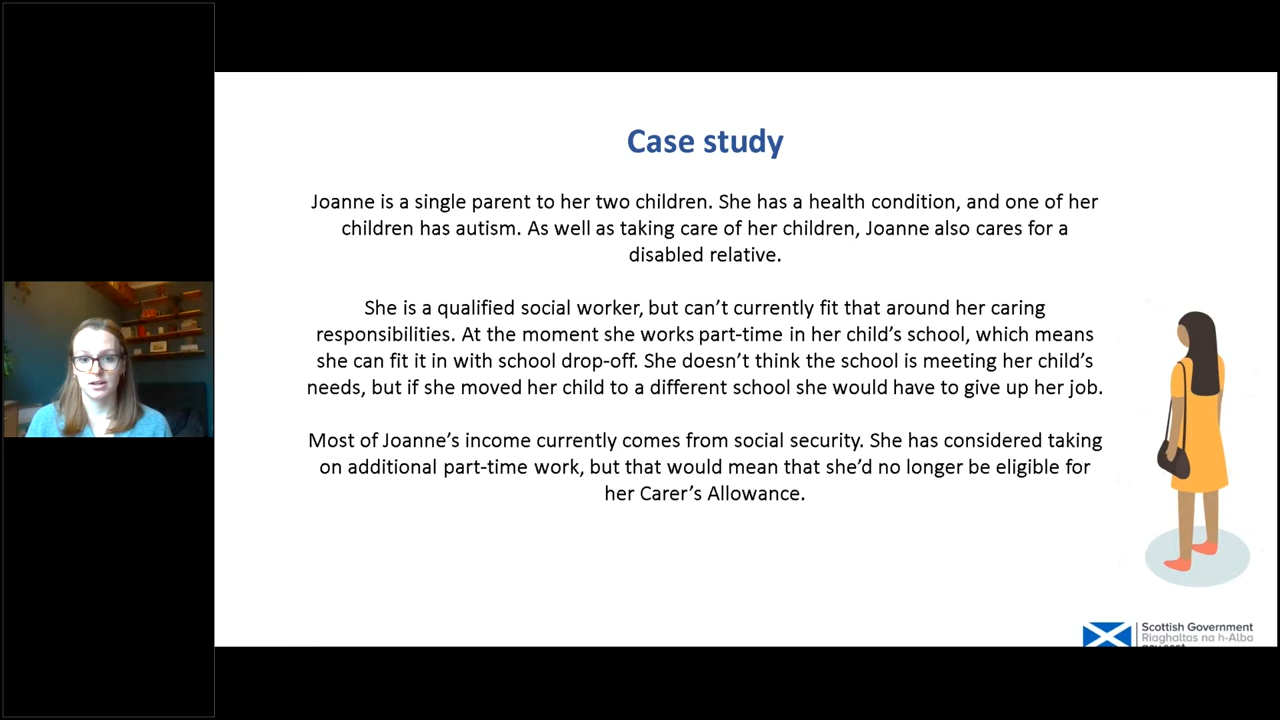 Case study
Joanne is a single parent to her two children. She has a health condition, and one of her
children has autism. As well as taking care of her children, Joanne also cares for a
disabled relative.
She is a qualified social worker, but can’t currently fit that around her caring
responsibilities. At the moment she works part-time in her child’s school, which means
she can fit it in with school drop-off. She doesn’t think the school is meeting her child’s
needs, but if she moved her child to a different school she would have to give up her job.
Most of Joanne’s income currently comes from social security. She has considered taking
on additional part-time work, but that would mean that she’d no longer be eligible for
her Carer’s Allowance.
Scottish Government
Riaghaltas na h-Alba
gov.scot